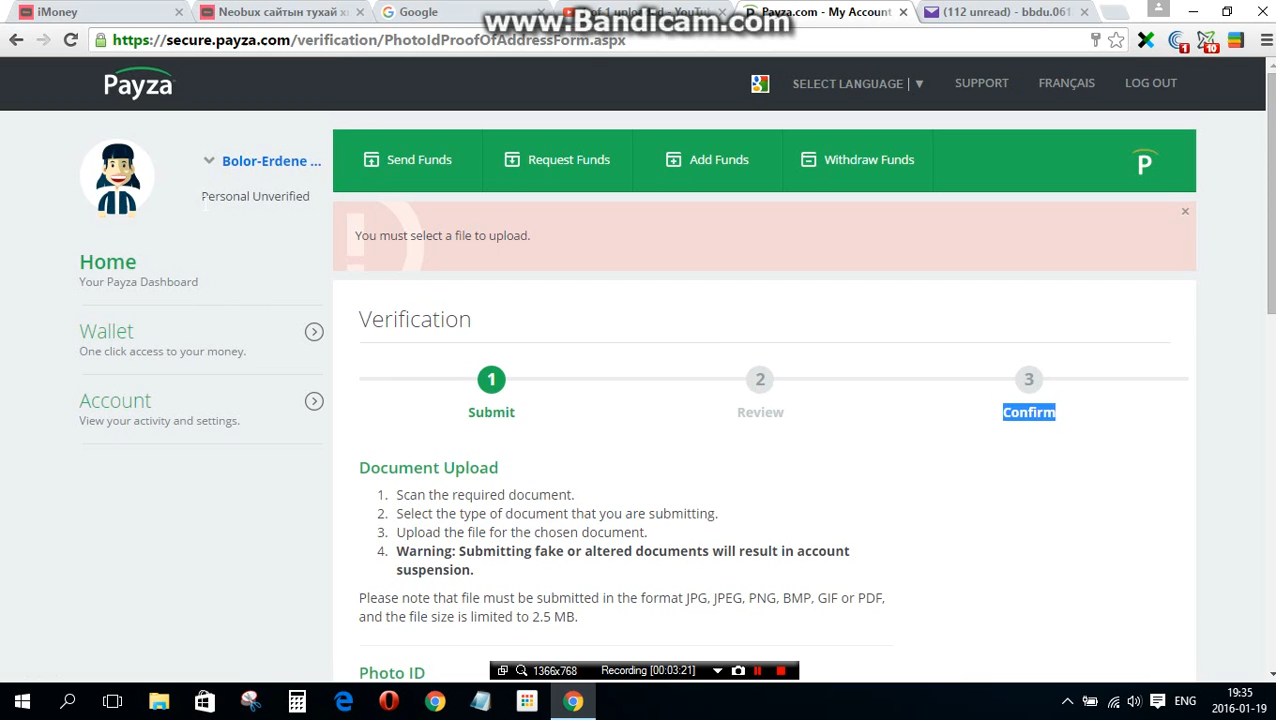 iMoney
Neobux сайтын тухай х
Google
of 1 upload - YouTu
Payza.com - My Account
(112 unread) - bbdu.061
www.Bandicam.com
https://secure.payza.com/verification/PhotoIdProofOfAddressForm.aspx
1
10
Payza
SELECT LANGUAGE ▼
SUPPORT
FRANÇAIS
LOG OUT
Bolor-Erdene ...
Personal Unverified
Send Funds
Request Funds
Add Funds
Withdraw Funds
P
You must select a file to upload.
Home
Your Payza Dashboard
Wallet
One click access to your money.
Account
View your activity and settings.
Verification
1
2
3
Submit
Review
Confirm
Document Upload
1. Scan the required document.
2. Select the type of document that you are submitting.
3. Upload the file for the chosen document.
4. Warning: Submitting fake or altered documents will result in account
suspension.
Please note that file must be submitted in the format JPG, JPEG, PNG, BMP, GIF or PDF,
and the file size is limited to 2.5 MB.
Photo ID
1366x768
Recording [00:03:21]
ENG
19:35
2016-01-19